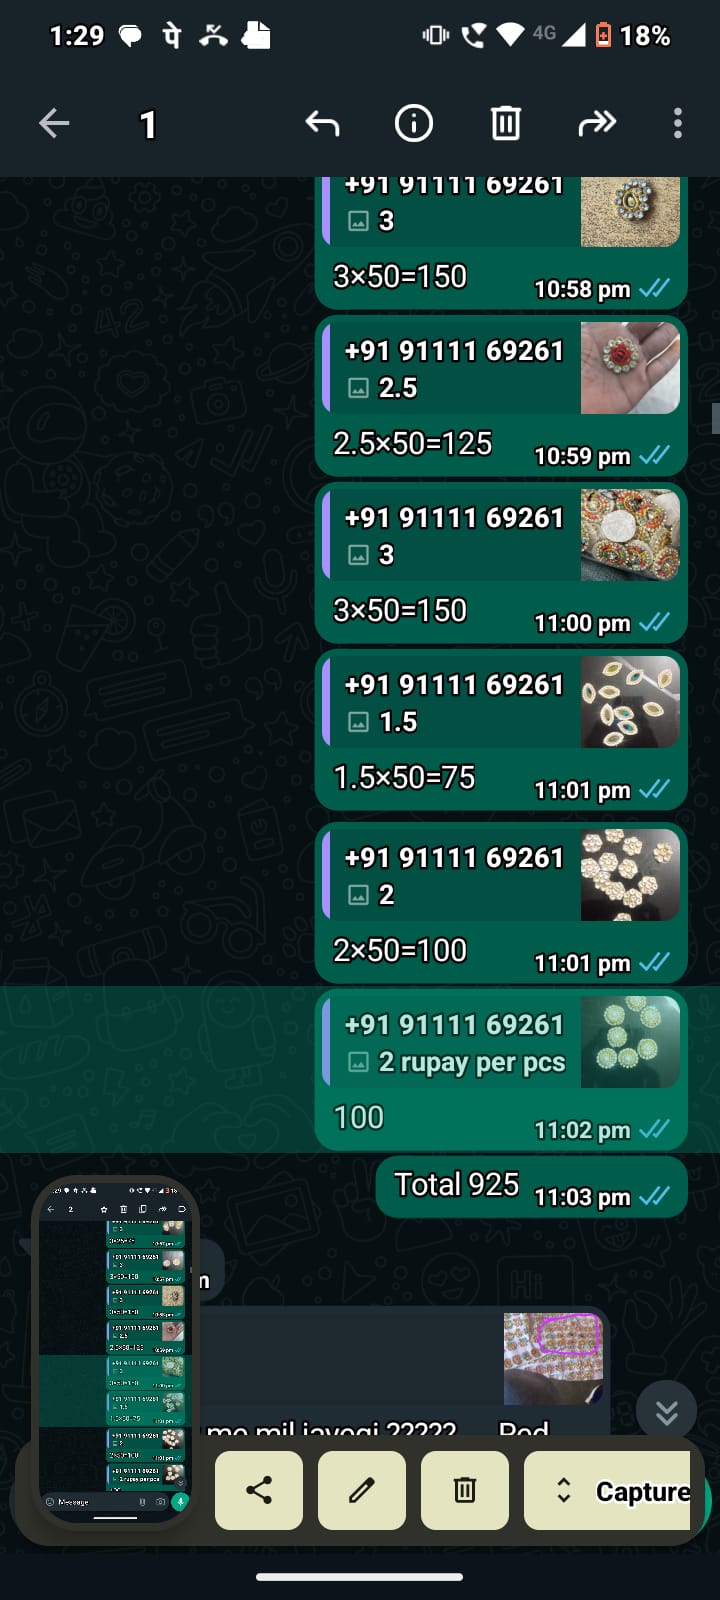 1:29 पे 4G 18%
1
+91 91111 69261
3
3×50=150 10:58 pm
+91 91111 69261
2.5
2.5×50=125 10:59 pm
+91 91111 69261
3
3×50=150 11:00 pm
+91 91111 69261
1.5
1.5×50=75 11:01 pm
+91 91111 69261
2
2×50=100 11:01 pm
+91 91111 69261
2 rupay per pcs
100 11:02 pm
Total 925 11:03 pm
me mil jayegi ????? Red
Message
Capture